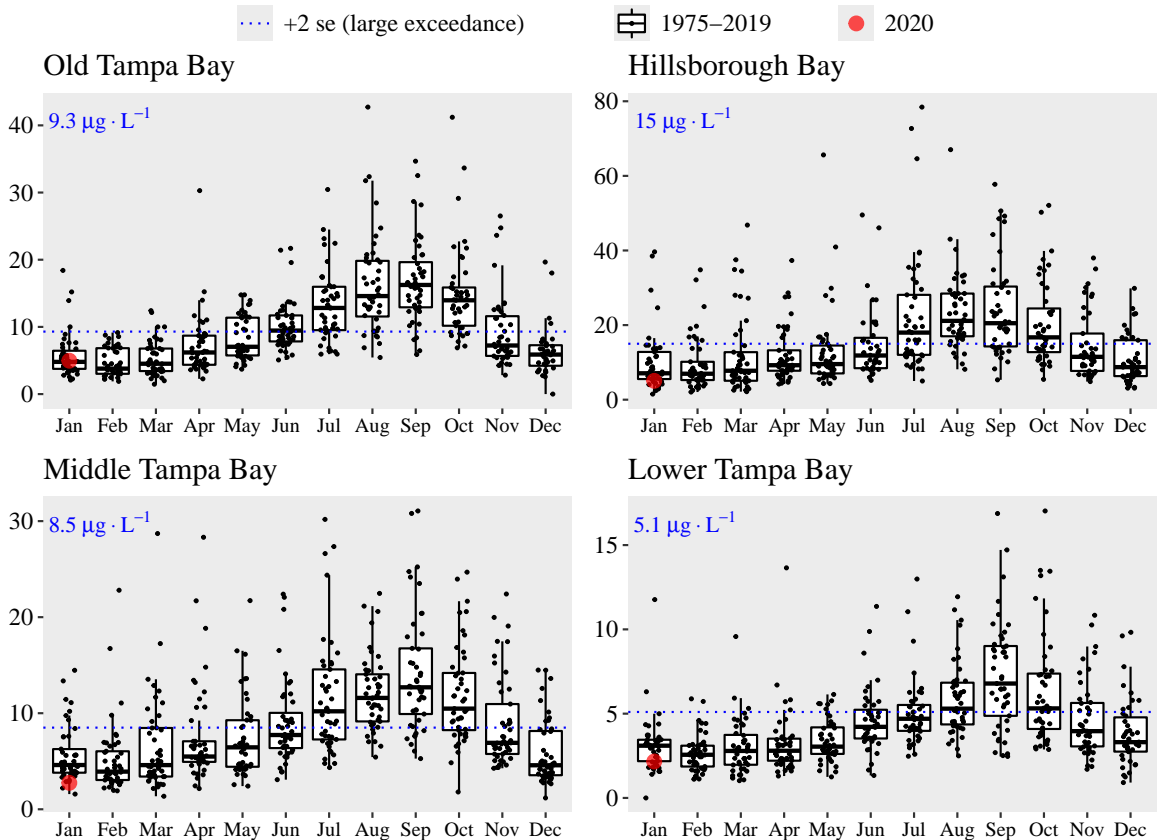 +2 se (large exceedance) 1975–2019 2020
Old Tampa Bay
9.3 μg · L⁻¹
40
30
20
10
0
Jan Feb Mar Apr May Jun Jul Aug Sep Oct Nov Dec
Hillsborough Bay
15 μg · L⁻¹
80
60
40
20
0
Jan Feb Mar Apr May Jun Jul Aug Sep Oct Nov Dec
Middle Tampa Bay
8.5 μg · L⁻¹
30
20
10
0
Jan Feb Mar Apr May Jun Jul Aug Sep Oct Nov Dec
Lower Tampa Bay
5.1 μg · L⁻¹
15
10
5
0
Jan Feb Mar Apr May Jun Jul Aug Sep Oct Nov Dec